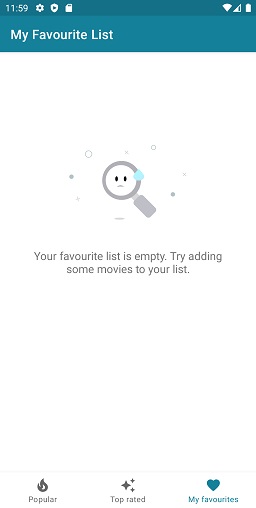 11:59
My Favourite List
Your favourite list is empty. Try adding
some movies to your list.
Popular
Top rated
My favourites